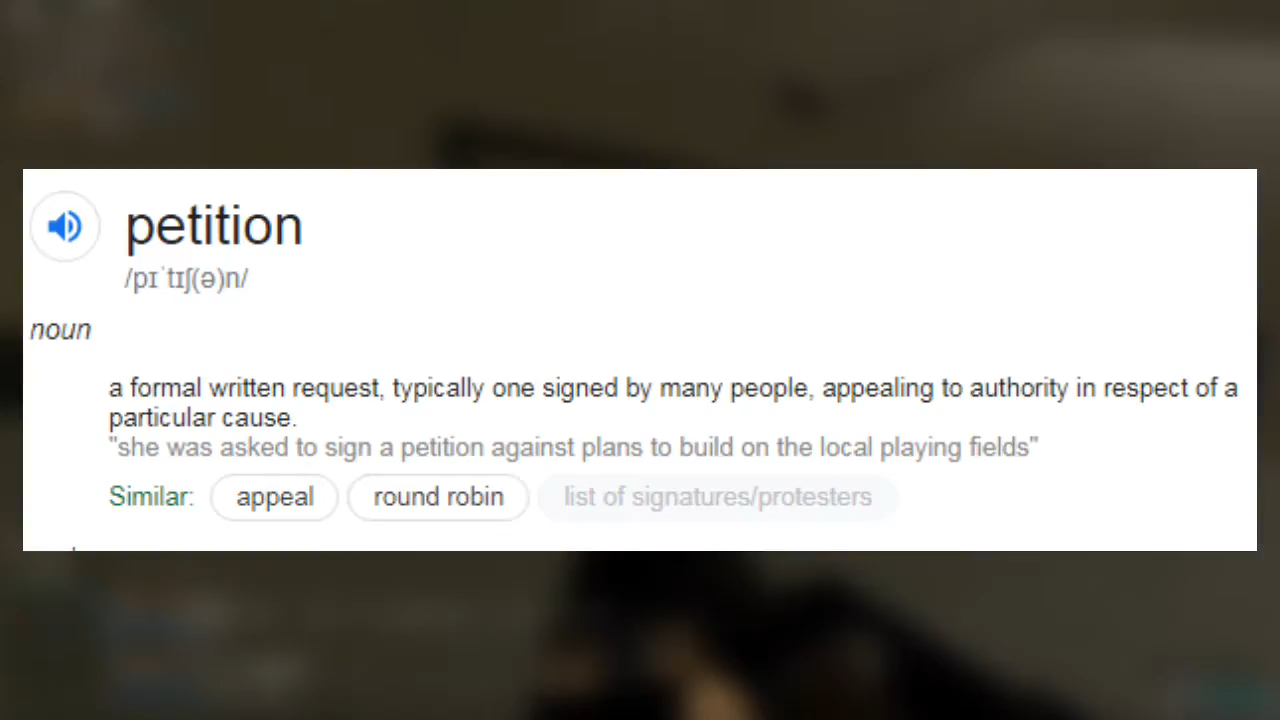 petition
/pɪˈtɪʃ(ə)n/
noun
a formal written request, typically one signed by many people, appealing to authority in respect of a
particular cause.
"she was asked to sign a petition against plans to build on the local playing fields"
Similar: appeal round robin list of signatures/protesters